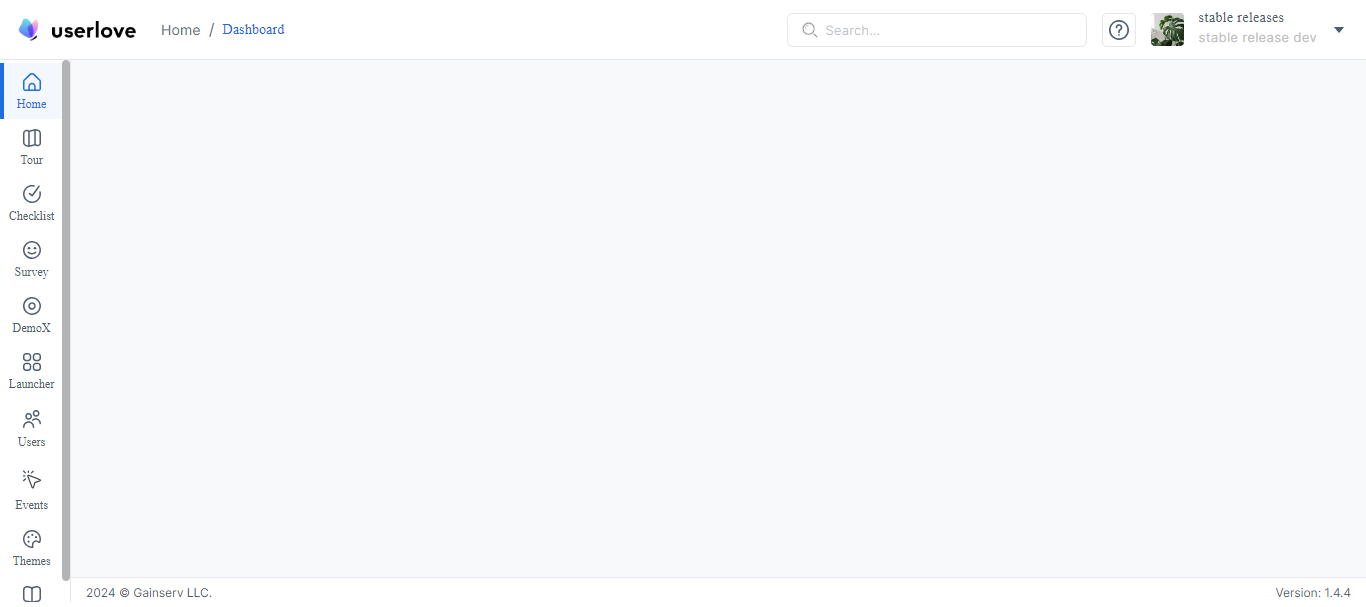 userlove
Home / Dashboard
Search...
stable releases
stable release dev
Home
Tour
Checklist
Survey
DemoX
Launcher
Users
Events
Themes
2024 © Gainserv LLC.
Version: 1.4.4